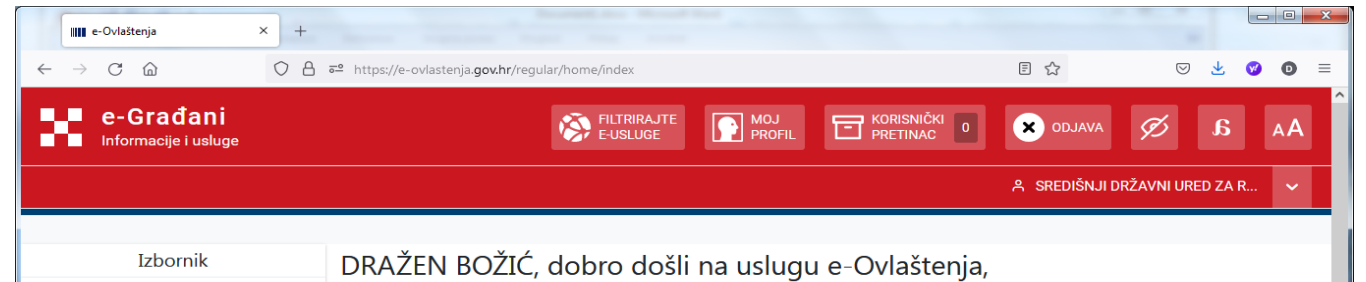 e-Ovlaštenja
https://e-ovlastenja.gov.hr/regular/home/index
e-Građani
Informacije i usluge
FILTRIRAJTE
E-USLUGE
MOJ
PROFIL
KORISNIČKI
PRETINAC
0
ODJAVA
AA
SREDIŠNJI DRŽAVNI URED ZA R...
Izbornik
DRAŽEN BOŽIĆ, dobro došli na uslugu e-Ovlaštenja,